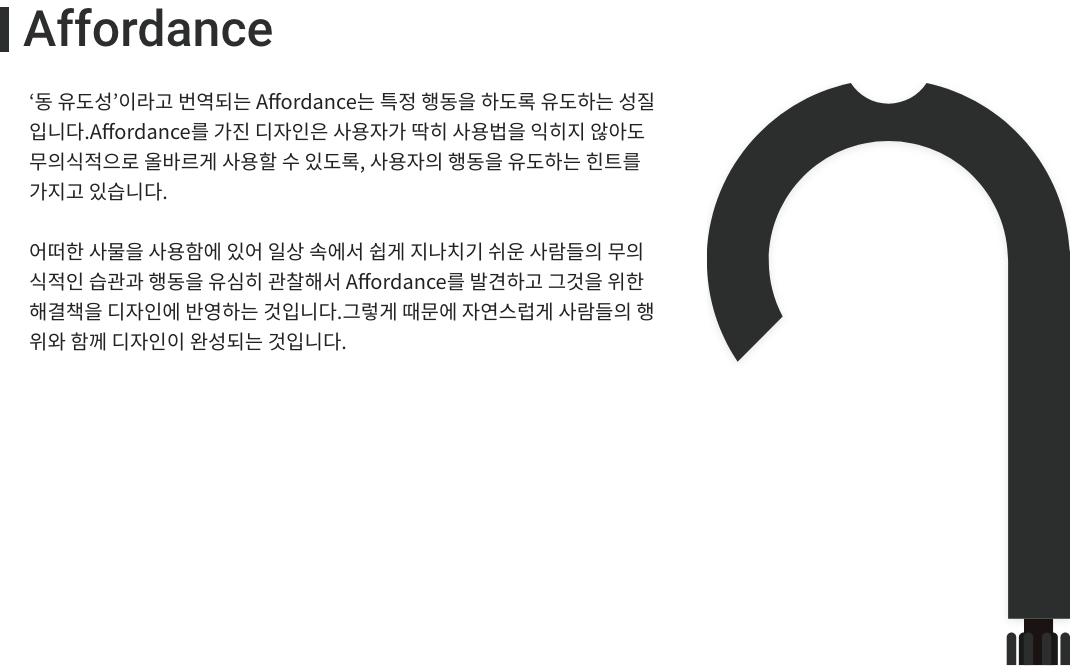 Affordance
‘동 유도성’이라고 번역되는 Affordance는 특정 행동을 하도록 유도하는 성질
입니다.Affordance를 가진 디자인은 사용자가 딱히 사용법을 익히지 않아도
무의식적으로 올바르게 사용할 수 있도록, 사용자의 행동을 유도하는 힌트를
가지고 있습니다.
어떠한 사물을 사용함에 있어 일상 속에서 쉽게 지나치기 쉬운 사람들의 무의
식적인 습관과 행동을 유심히 관찰해서 Affordance를 발견하고 그것을 위한
해결책을 디자인에 반영하는 것입니다.그렇게 때문에 자연스럽게 사람들의 행
위와 함께 디자인이 완성되는 것입니다.